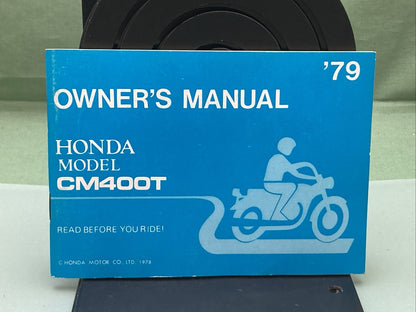 '79
OWNER'S MANUAL
HONDA
MODEL
CM400T
READ BEFORE YOU RIDE!
© HONDA MOTOR CO., LTD. 1978